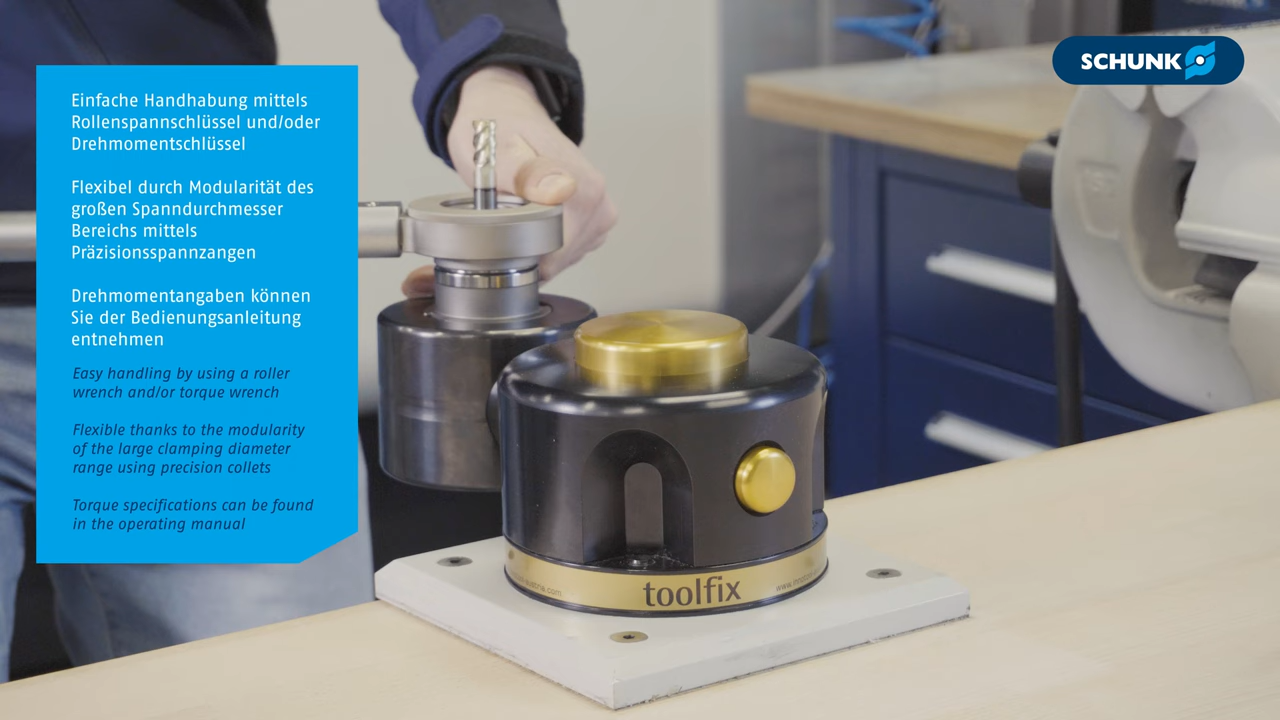 SCHUNK
Einfache Handhabung mittels
Rollenspannschlüssel und/oder
Drehmomentschlüssel
Flexibel durch Modularität des
großen Spanndurchmesser
Bereichs mittels
Präzisionsspannzangen
Drehmomentangaben können
Sie der Bedienungsanleitung
entnehmen
Easy handling by using a roller
wrench and/or torque wrench
Flexible thanks to the modularity
of the large clamping diameter
range using precision collets
Torque specifications can be found
in the operating manual
toolfix